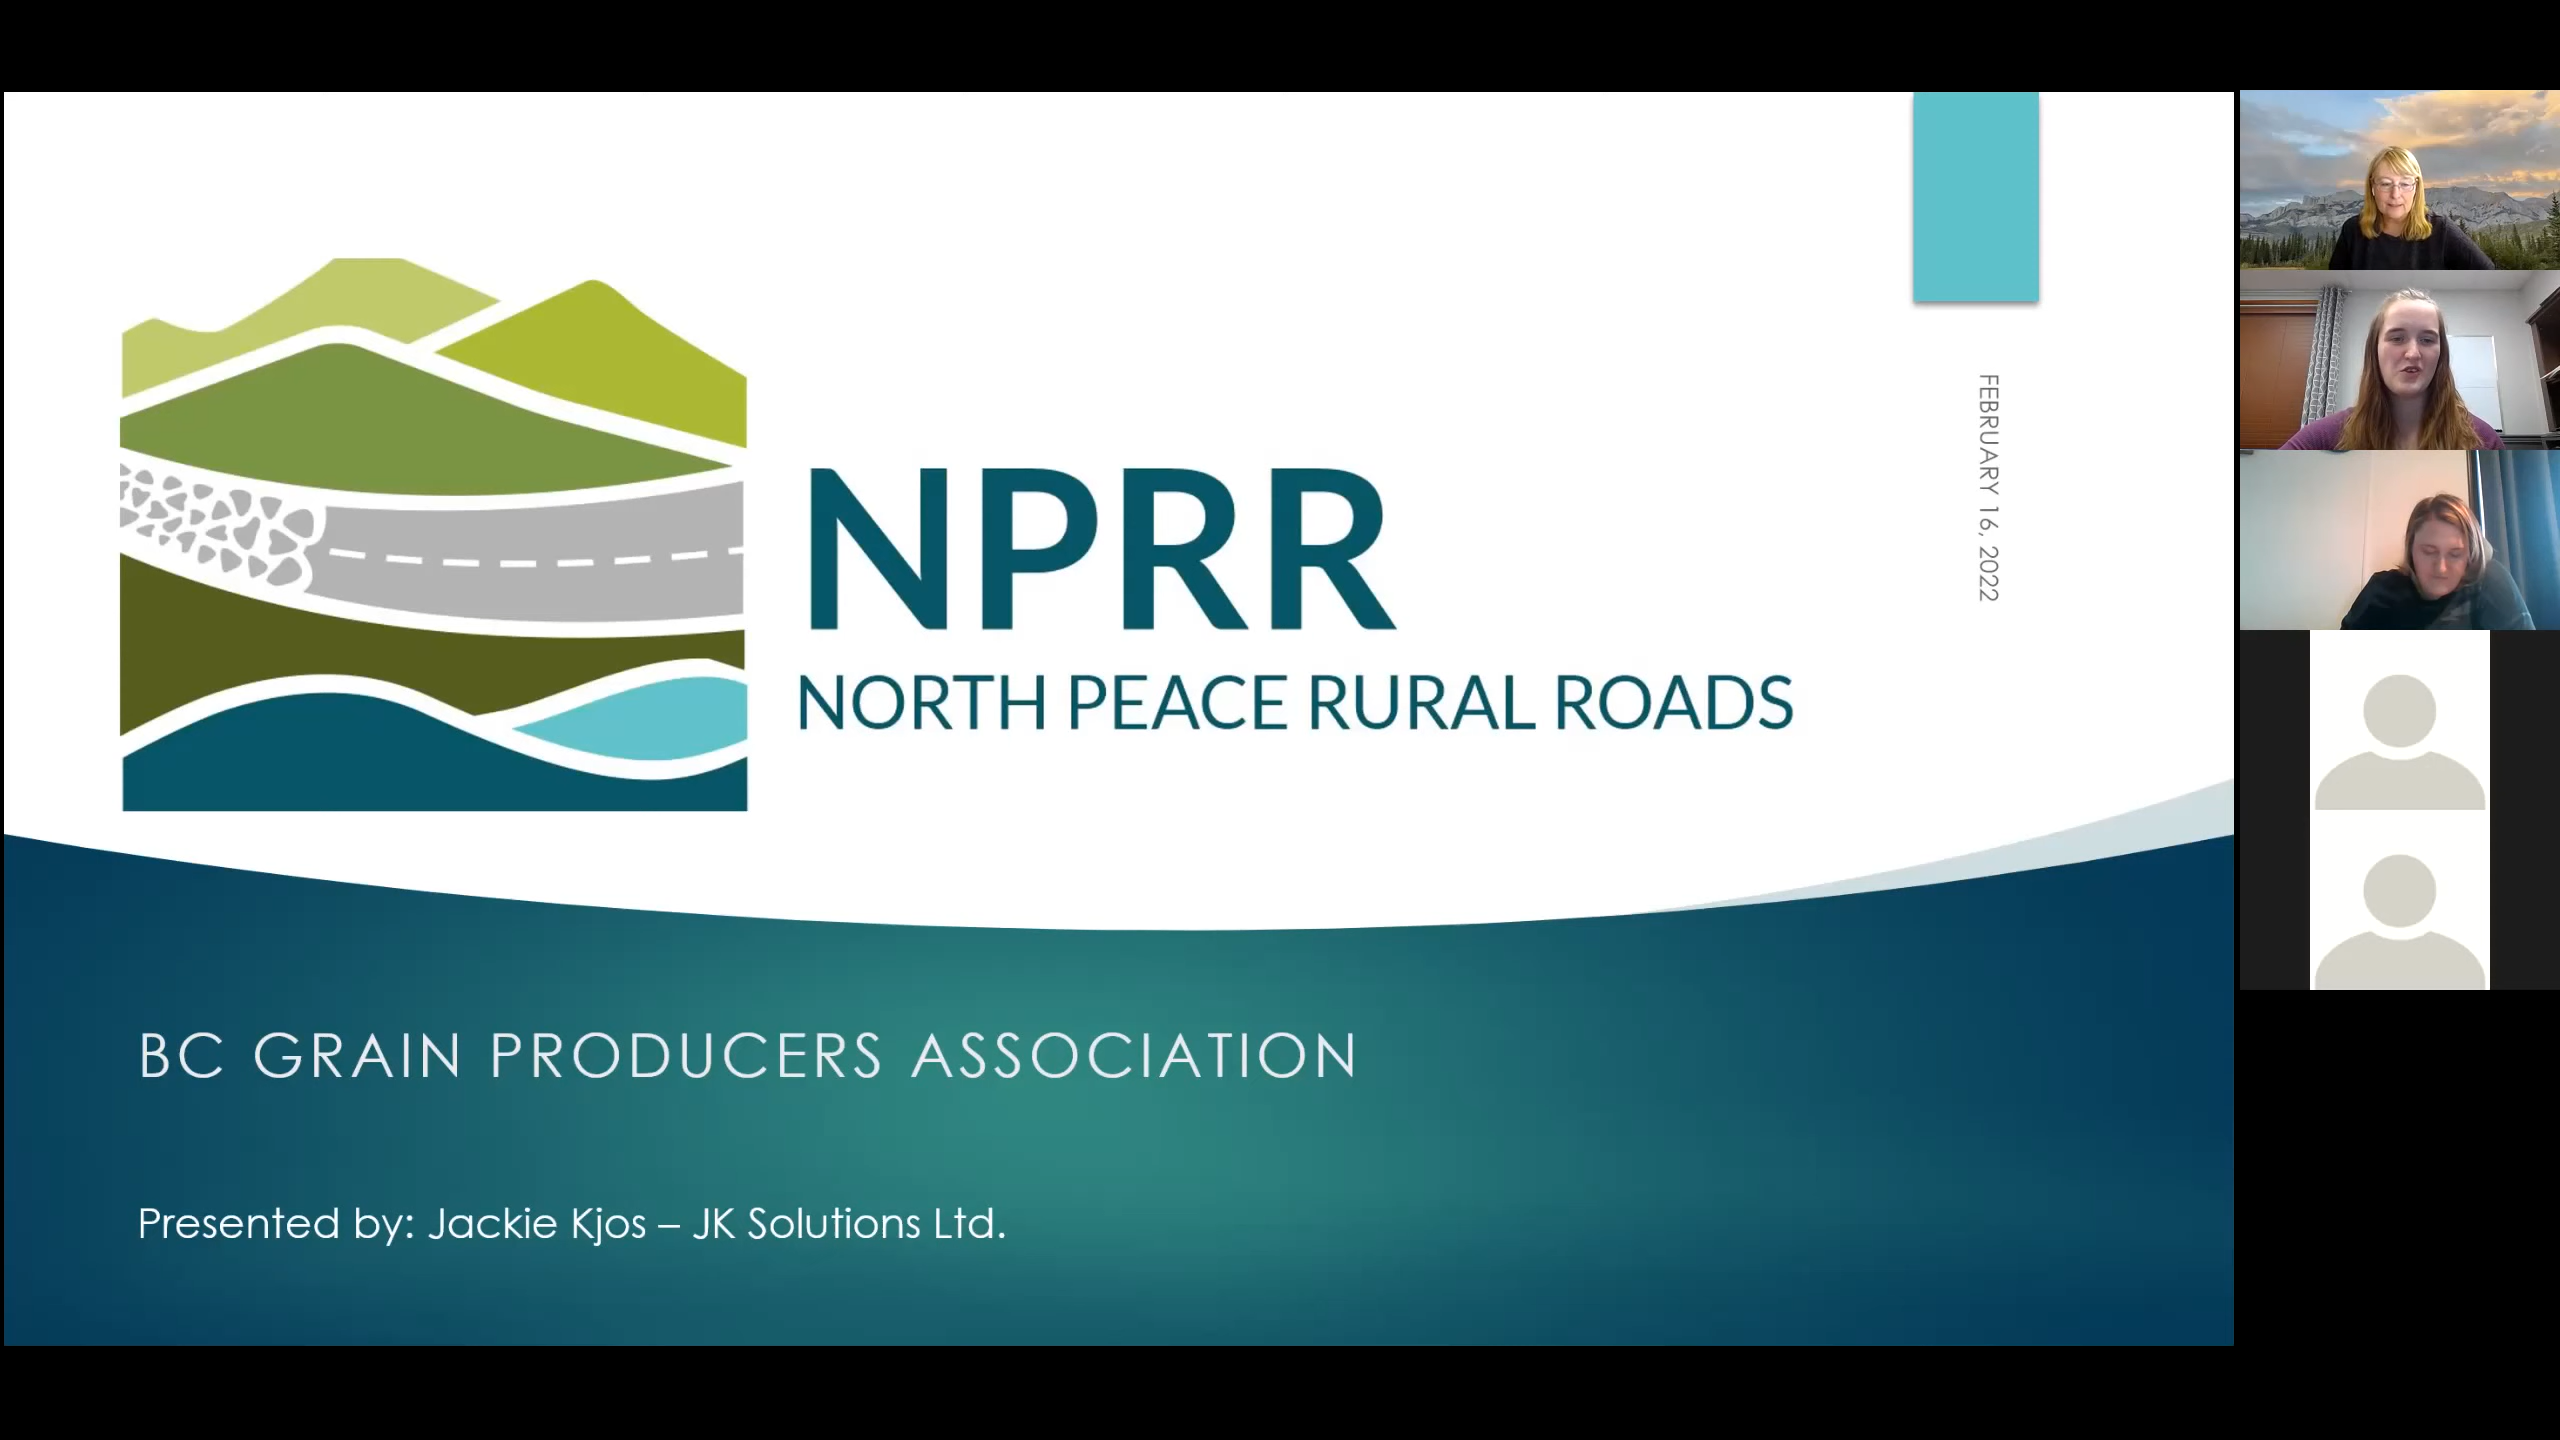 NPRR
NORTH PEACE RURAL ROADS
FEBRUARY 16, 2022
BC GRAIN PRODUCERS ASSOCIATION
Presented by: Jackie Kjos – JK Solutions Ltd.